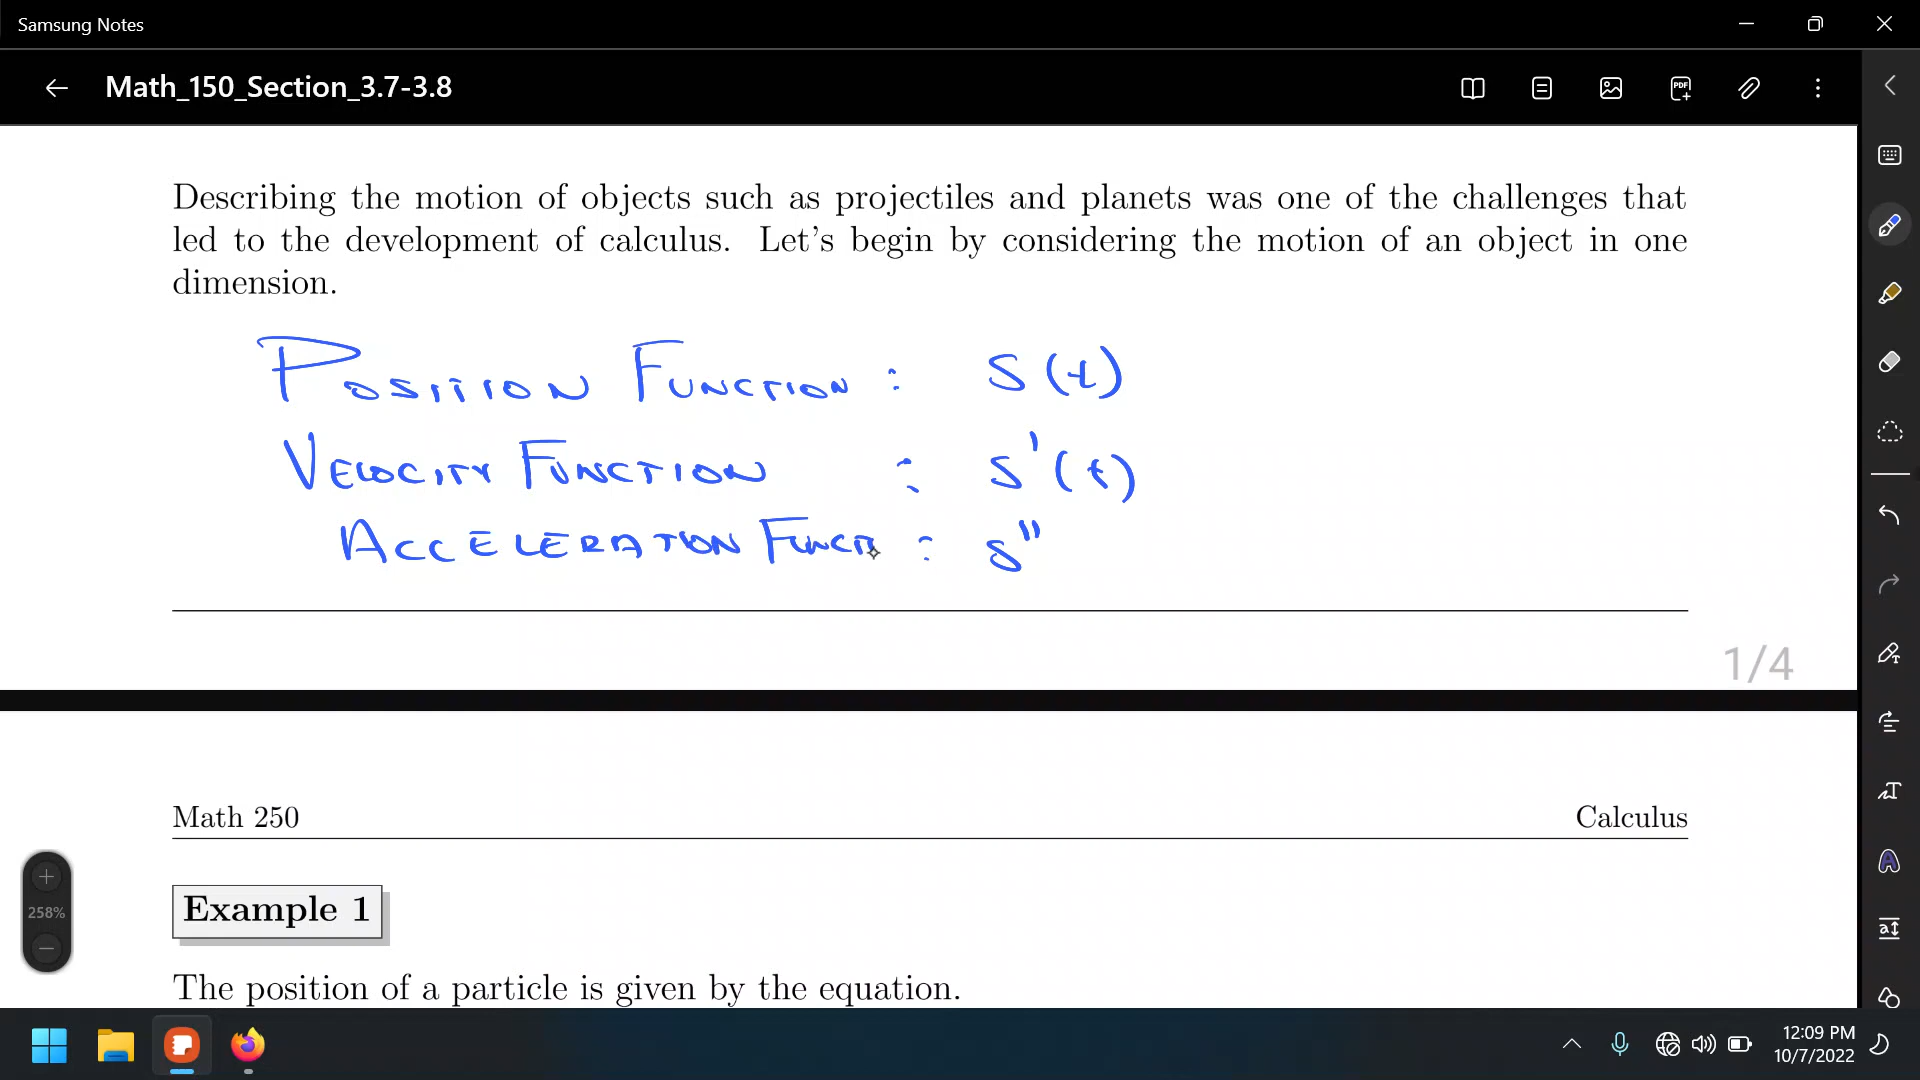 Samsung Notes
Math_150_Section_3.7-3.8
PDF
Describing the motion of objects such as projectiles and planets was one of the challenges that
led to the development of calculus. Let's begin by considering the motion of an object in one
dimension.
POSITION FUNCTION : S(t)
VELOCITY FUNCTION : S'(t)
ACCELERATION FUNCTI : S"
1/4
Math 250 Calculus
Example 1
258%
The position of a particle is given by the equation.
12:09 PM
10/7/2022